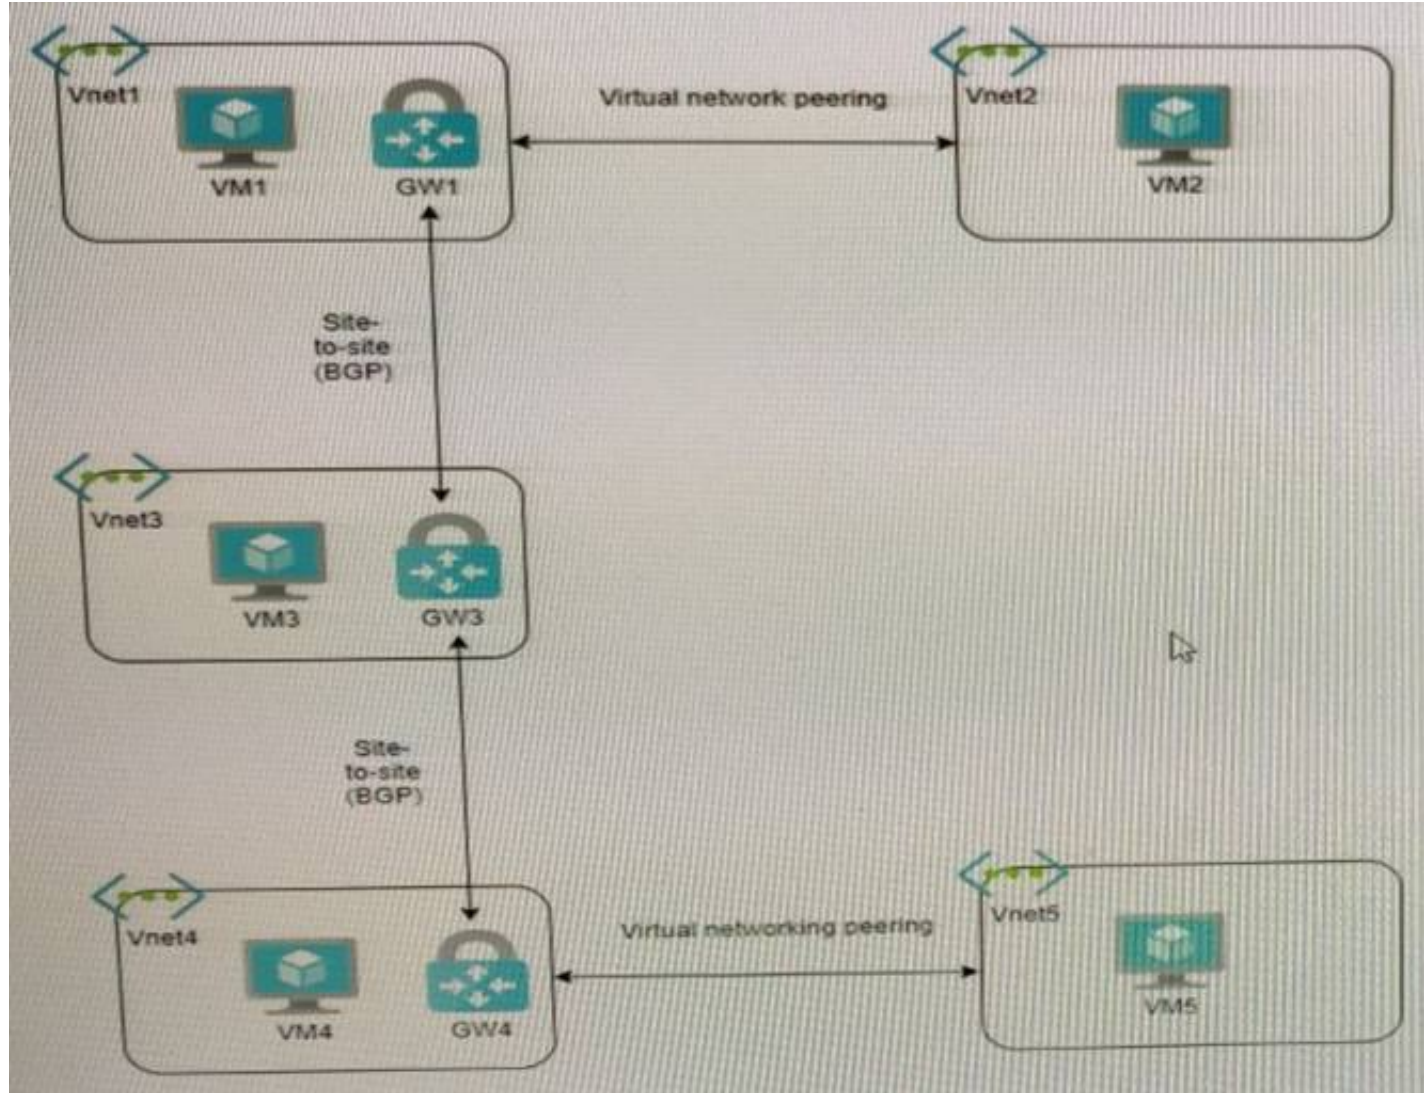 Vnet1
VM1
GW1
Virtual network peering
Vnet2
VM2
Site-
to-site
(BGP)
Vnet3
VM3
GW3
Site-
to-site
(BGP)
Vnet4
VM4
GW4
Virtual networking peering
Vnet5
VM5